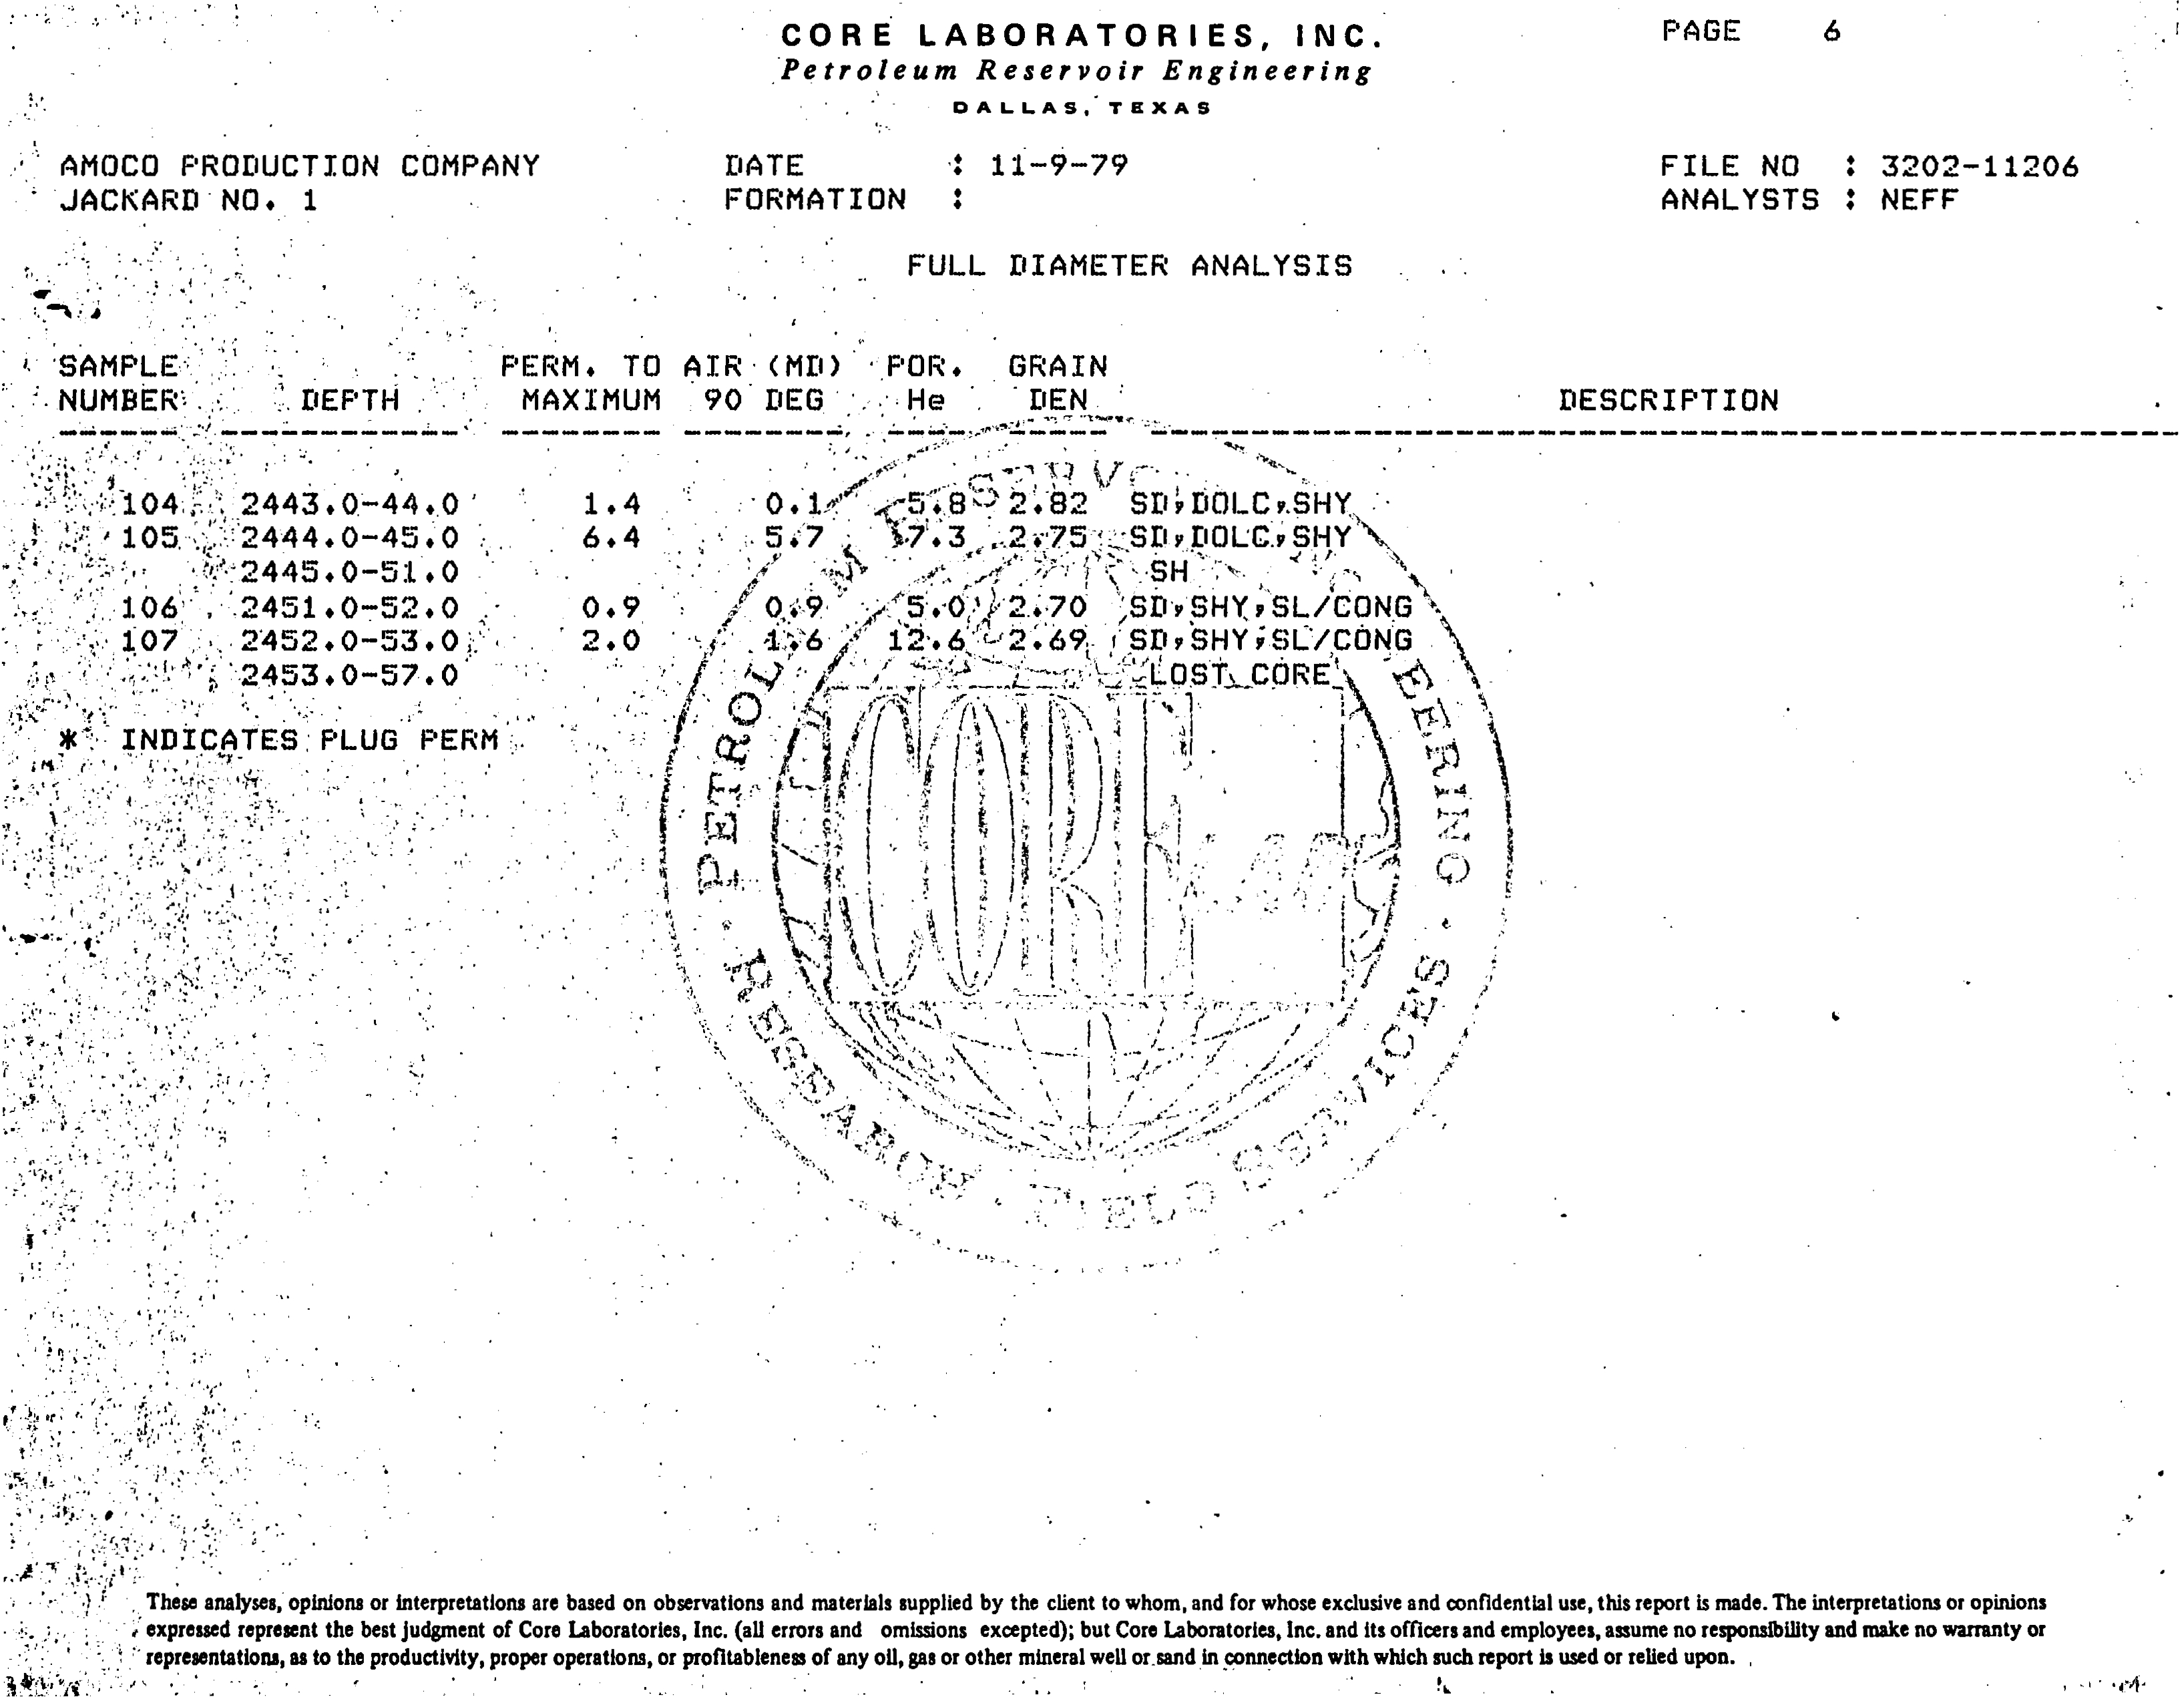 CORE LABORATORIES, INC.
PAGE 6
Petroleum Reservoir Engineering
DALLAS, TEXAS
AMOCO PRODUCTION COMPANY DATE : 11-9-79 FILE NO : 3202-11206
JACKARD NO. 1 FORMATION : ANALYSTS : NEFF
FULL DIAMETER ANALYSIS
SAMPLE PERM. TO AIR (MD) POR. GRAIN
NUMBER DEPTH MAXIMUM 90 DEG He DEN DESCRIPTION
104 2443.0-44.0 1.4 0.1 5.8 2.82 SD,DOLC,SHY
105 2444.0-45.0 6.4 5.7 7.3 2.75 SD,DOLC,SHY
2445.0-51.0 SH
106 2451.0-52.0 0.9 0.9 5.0 2.70 SD,SHY,SL/CONG
107 2452.0-53.0 2.0 1.6 12.6 2.69 SD,SHY,SL/CONG
2453.0-57.0 LOST CORE
* INDICATES PLUG PERM
CORE
LAB
RESEARCH · FIELD SERVICES
These analyses, opinions or interpretations are based on observations and materials supplied by the client to whom, and for whose exclusive and confidential use, this report is made. The interpretations or opinions
expressed represent the best judgment of Core Laboratories, Inc. (all errors and omissions excepted); but Core Laboratories, Inc. and its officers and employees, assume no responsibility and make no warranty or
representations, as to the productivity, proper operations, or profitableness of any oil, gas or other mineral well or sand in connection with which such report is used or relied upon.